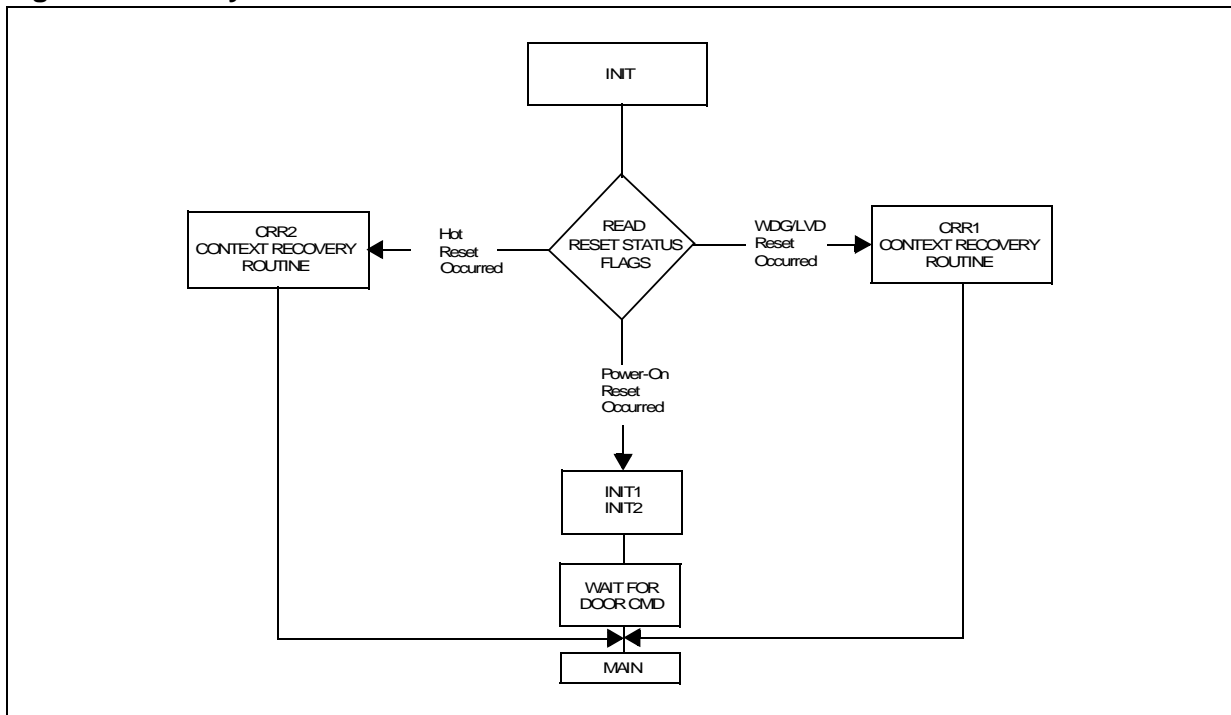 INIT
READ
RESET STATUS
FLAGS
CRR2
CONTEXT RECOVERY
ROUTINE
Hot
Reset
Occurred
WDG/LVD
Reset
Occurred
CRR1
CONTEXT RECOVERY
ROUTINE
Power-On
Reset
Occurred
INIT1
INIT2
WAIT FOR
DOOR CMD
MAIN